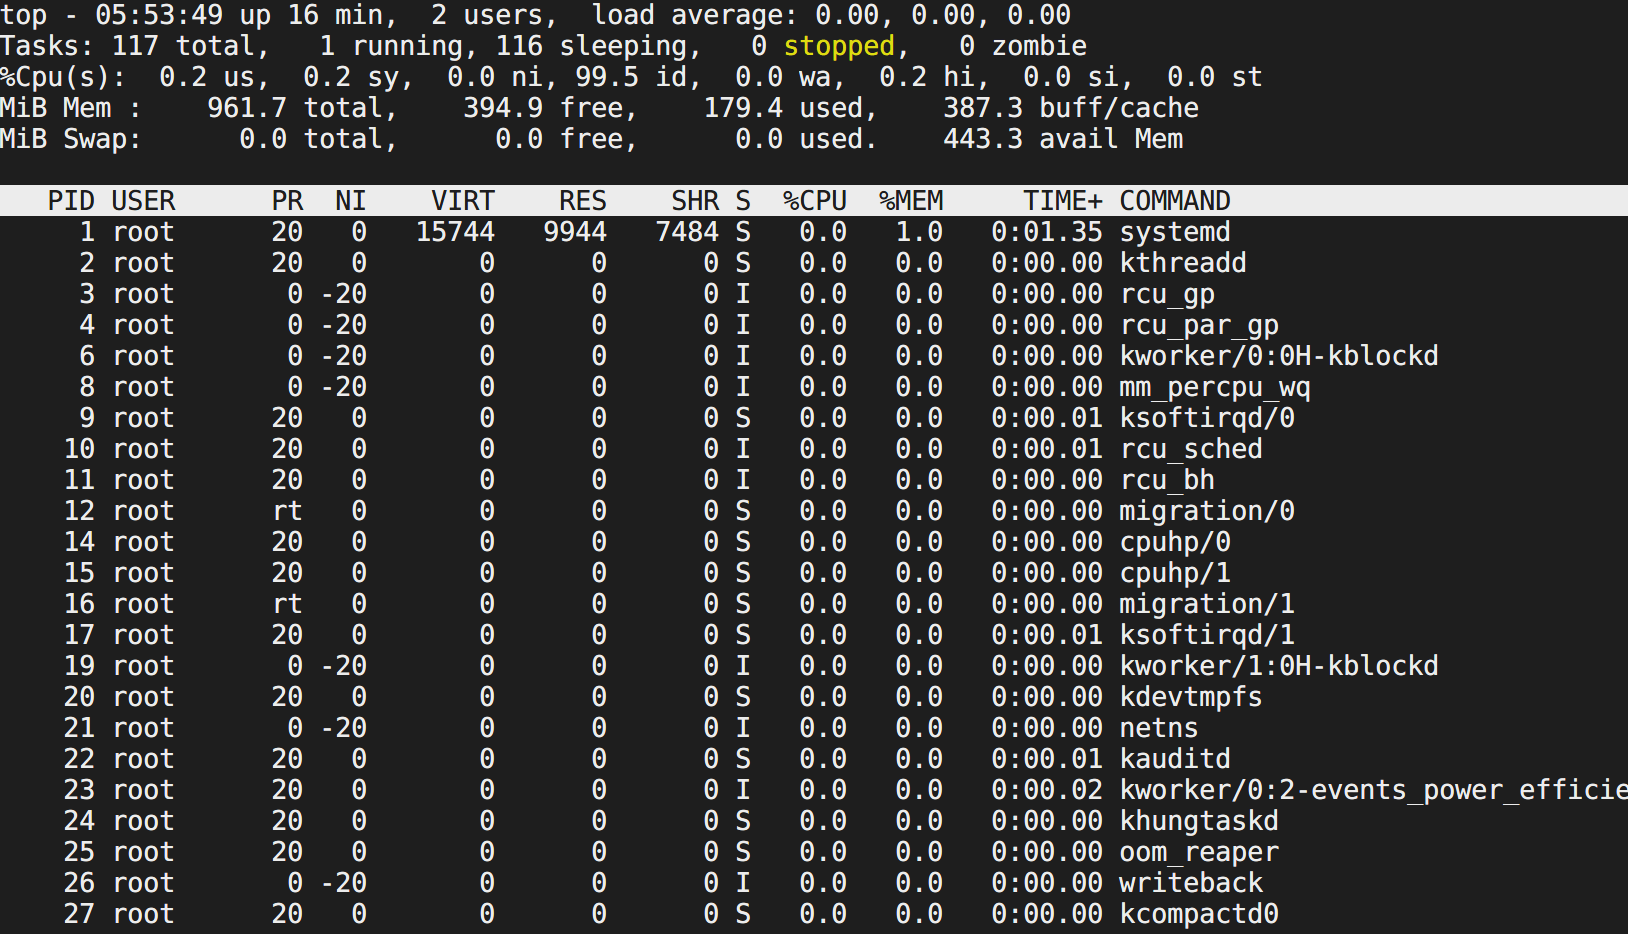 top - 05:53:49 up 16 min,  2 users,  load average: 0.00, 0.00, 0.00
Tasks: 117 total,   1 running, 116 sleeping,   0 stopped,   0 zombie
%Cpu(s):  0.2 us,  0.2 sy,  0.0 ni, 99.5 id,  0.0 wa,  0.2 hi,  0.0 si,  0.0 st
MiB Mem :    961.7 total,    394.9 free,    179.4 used,    387.3 buff/cache
MiB Swap:      0.0 total,      0.0 free,      0.0 used.    443.3 avail Mem
   PID USER      PR  NI    VIRT    RES    SHR S  %CPU  %MEM     TIME+ COMMAND
     1 root      20   0   15744   9944   7484 S   0.0   1.0   0:01.35 systemd
     2 root      20   0       0      0      0 S   0.0   0.0   0:00.00 kthreadd
     3 root       0 -20       0      0      0 I   0.0   0.0   0:00.00 rcu_gp
     4 root       0 -20       0      0      0 I   0.0   0.0   0:00.00 rcu_par_gp
     6 root       0 -20       0      0      0 I   0.0   0.0   0:00.00 kworker/0:0H-kblockd
     8 root       0 -20       0      0      0 I   0.0   0.0   0:00.00 mm_percpu_wq
     9 root      20   0       0      0      0 S   0.0   0.0   0:00.01 ksoftirqd/0
    10 root      20   0       0      0      0 I   0.0   0.0   0:00.01 rcu_sched
    11 root      20   0       0      0      0 I   0.0   0.0   0:00.00 rcu_bh
    12 root      rt   0       0      0      0 S   0.0   0.0   0:00.00 migration/0
    14 root      20   0       0      0      0 S   0.0   0.0   0:00.00 cpuhp/0
    15 root      20   0       0      0      0 S   0.0   0.0   0:00.00 cpuhp/1
    16 root      rt   0       0      0      0 S   0.0   0.0   0:00.00 migration/1
    17 root      20   0       0      0      0 S   0.0   0.0   0:00.01 ksoftirqd/1
    19 root       0 -20       0      0      0 I   0.0   0.0   0:00.00 kworker/1:0H-kblockd
    20 root      20   0       0      0      0 S   0.0   0.0   0:00.00 kdevtmpfs
    21 root       0 -20       0      0      0 I   0.0   0.0   0:00.00 netns
    22 root      20   0       0      0      0 S   0.0   0.0   0:00.01 kauditd
    23 root      20   0       0      0      0 I   0.0   0.0   0:00.02 kworker/0:2-events_power_efficie
    24 root      20   0       0      0      0 S   0.0   0.0   0:00.00 khungtaskd
    25 root      20   0       0      0      0 S   0.0   0.0   0:00.00 oom_reaper
    26 root       0 -20       0      0      0 I   0.0   0.0   0:00.00 writeback
    27 root      20   0       0      0      0 S   0.0   0.0   0:00.00 kcompactd0